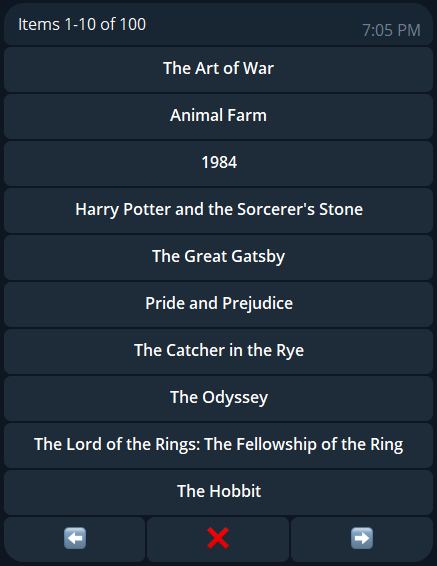 Items 1-10 of 100
7:05 PM
The Art of War
Animal Farm
1984
Harry Potter and the Sorcerer's Stone
The Great Gatsby
Pride and Prejudice
The Catcher in the Rye
The Odyssey
The Lord of the Rings: The Fellowship of the Ring
The Hobbit